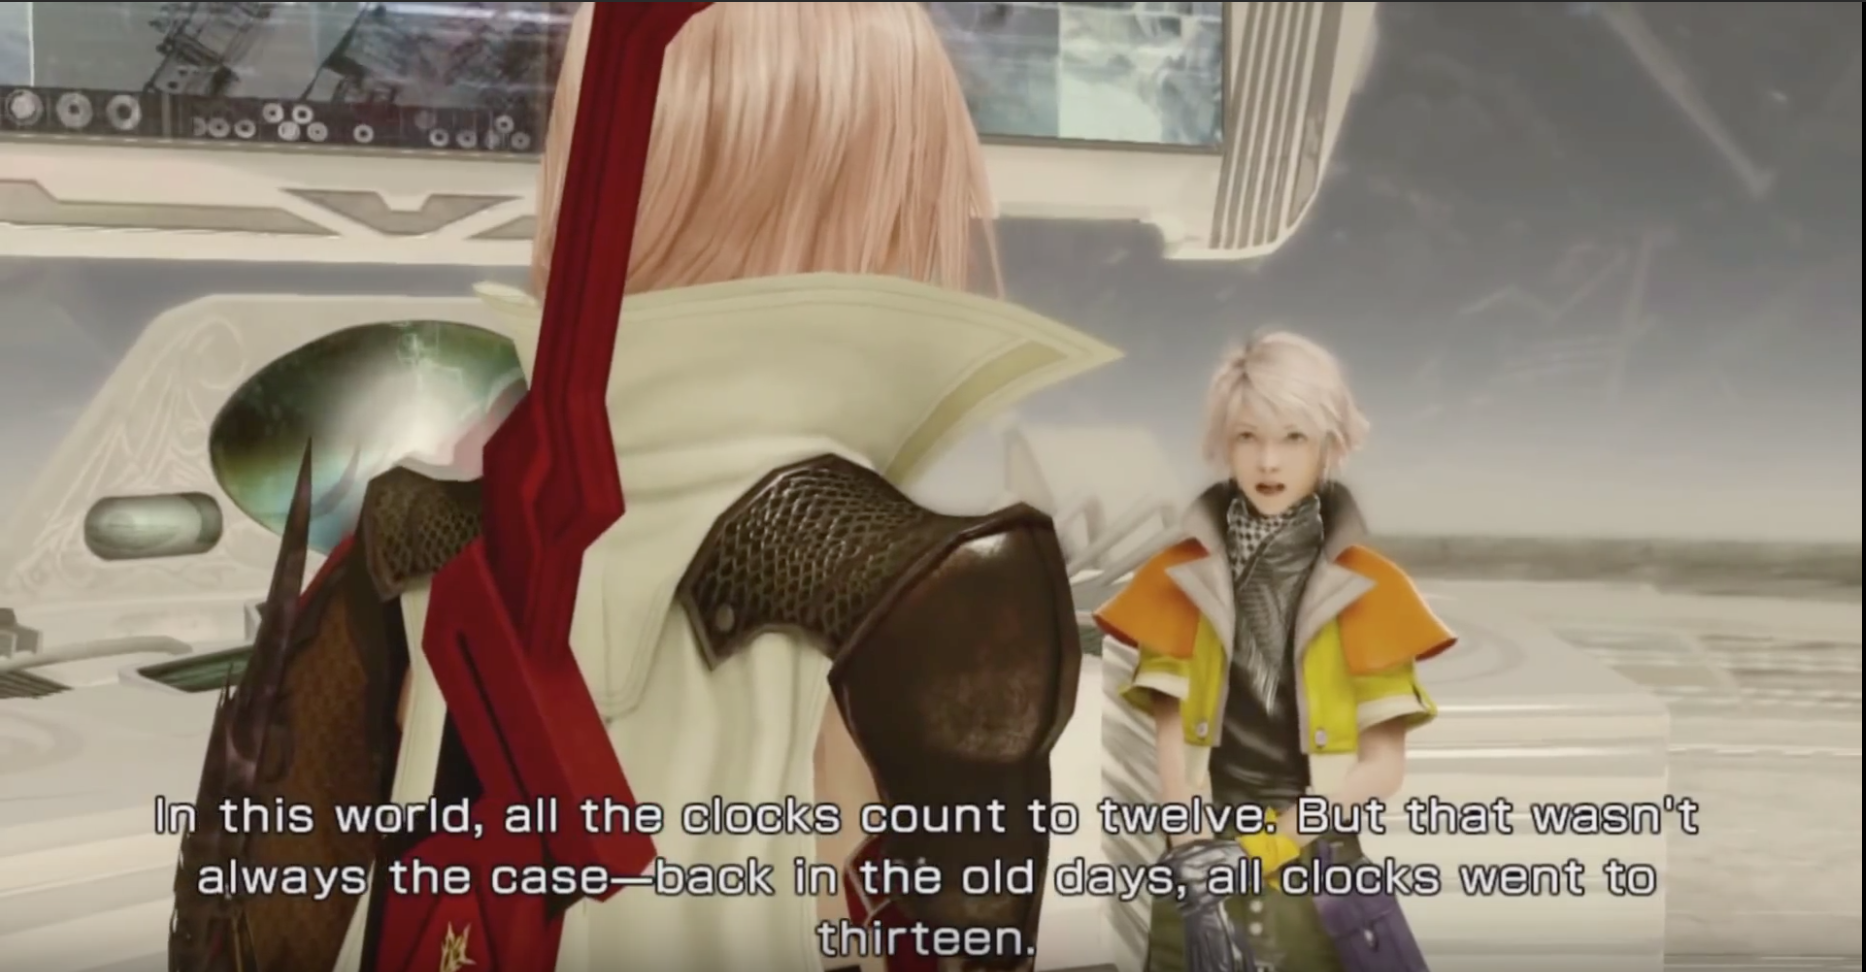 In this world, all the clocks count to twelve. But that wasn't
always the case—back in the old days, all clocks went to
thirteen.